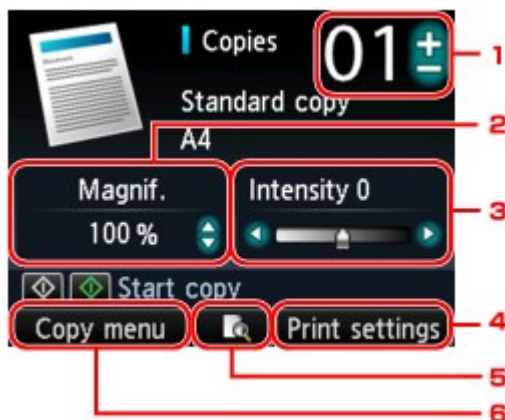 Copies
01
+
−
1
Standard copy
2
A4
Magnif.
Intensity 0
3
100 %
Start copy
Copy menu
Print settings
4
5
6